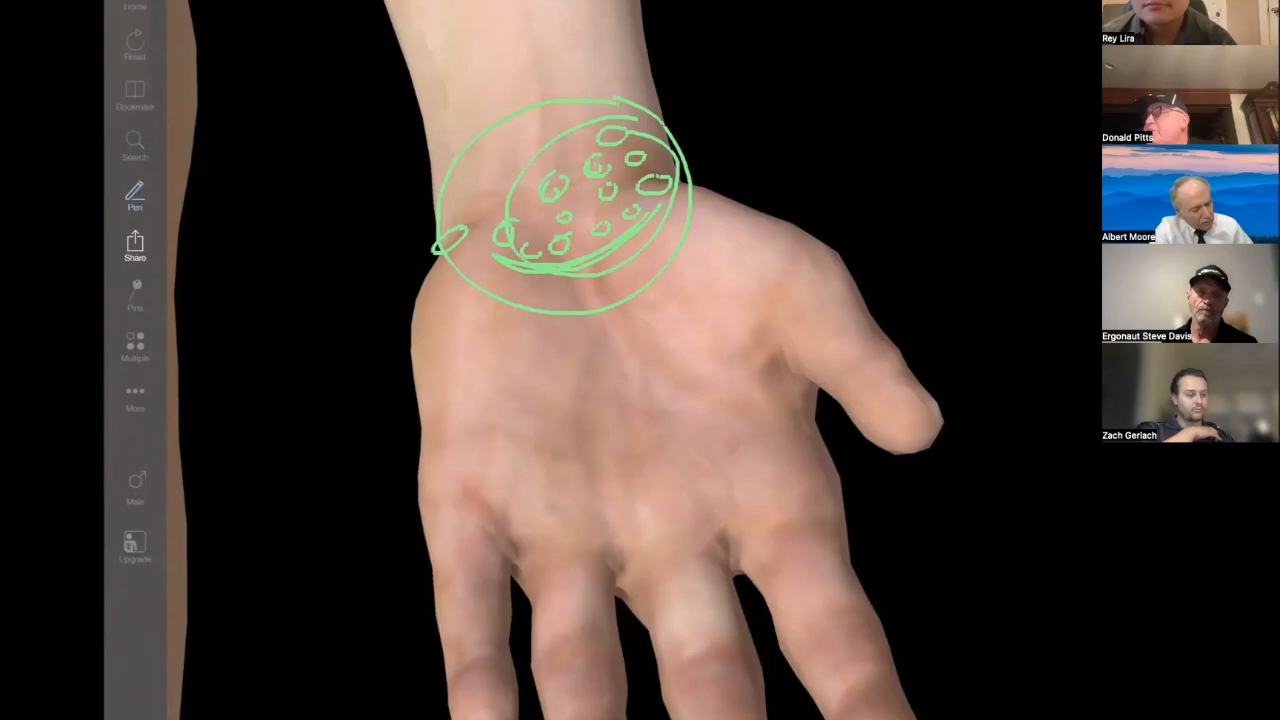 Home
Reset
Bookmark
Search
Pen
Share
Pins
Multiple
More
Male
Upgrade
Rey Lira
Donald Pitts
Albert Moore
Ergonaut Steve Davis
Zach Gerlach